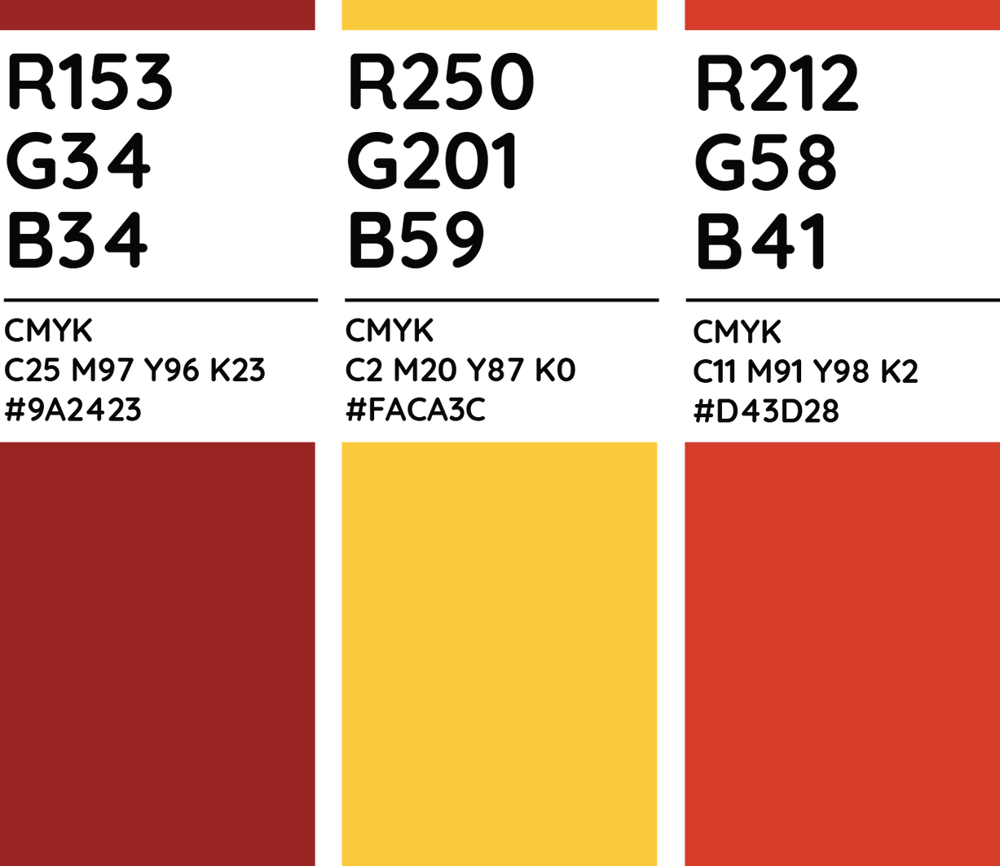 R153
G34
B34
CMYK
C25 M97 Y96 K23
#9A2423
R250
G201
B59
CMYK
C2 M20 Y87 K0
#FACA3C
R212
G58
B41
CMYK
C11 M91 Y98 K2
#D43D28